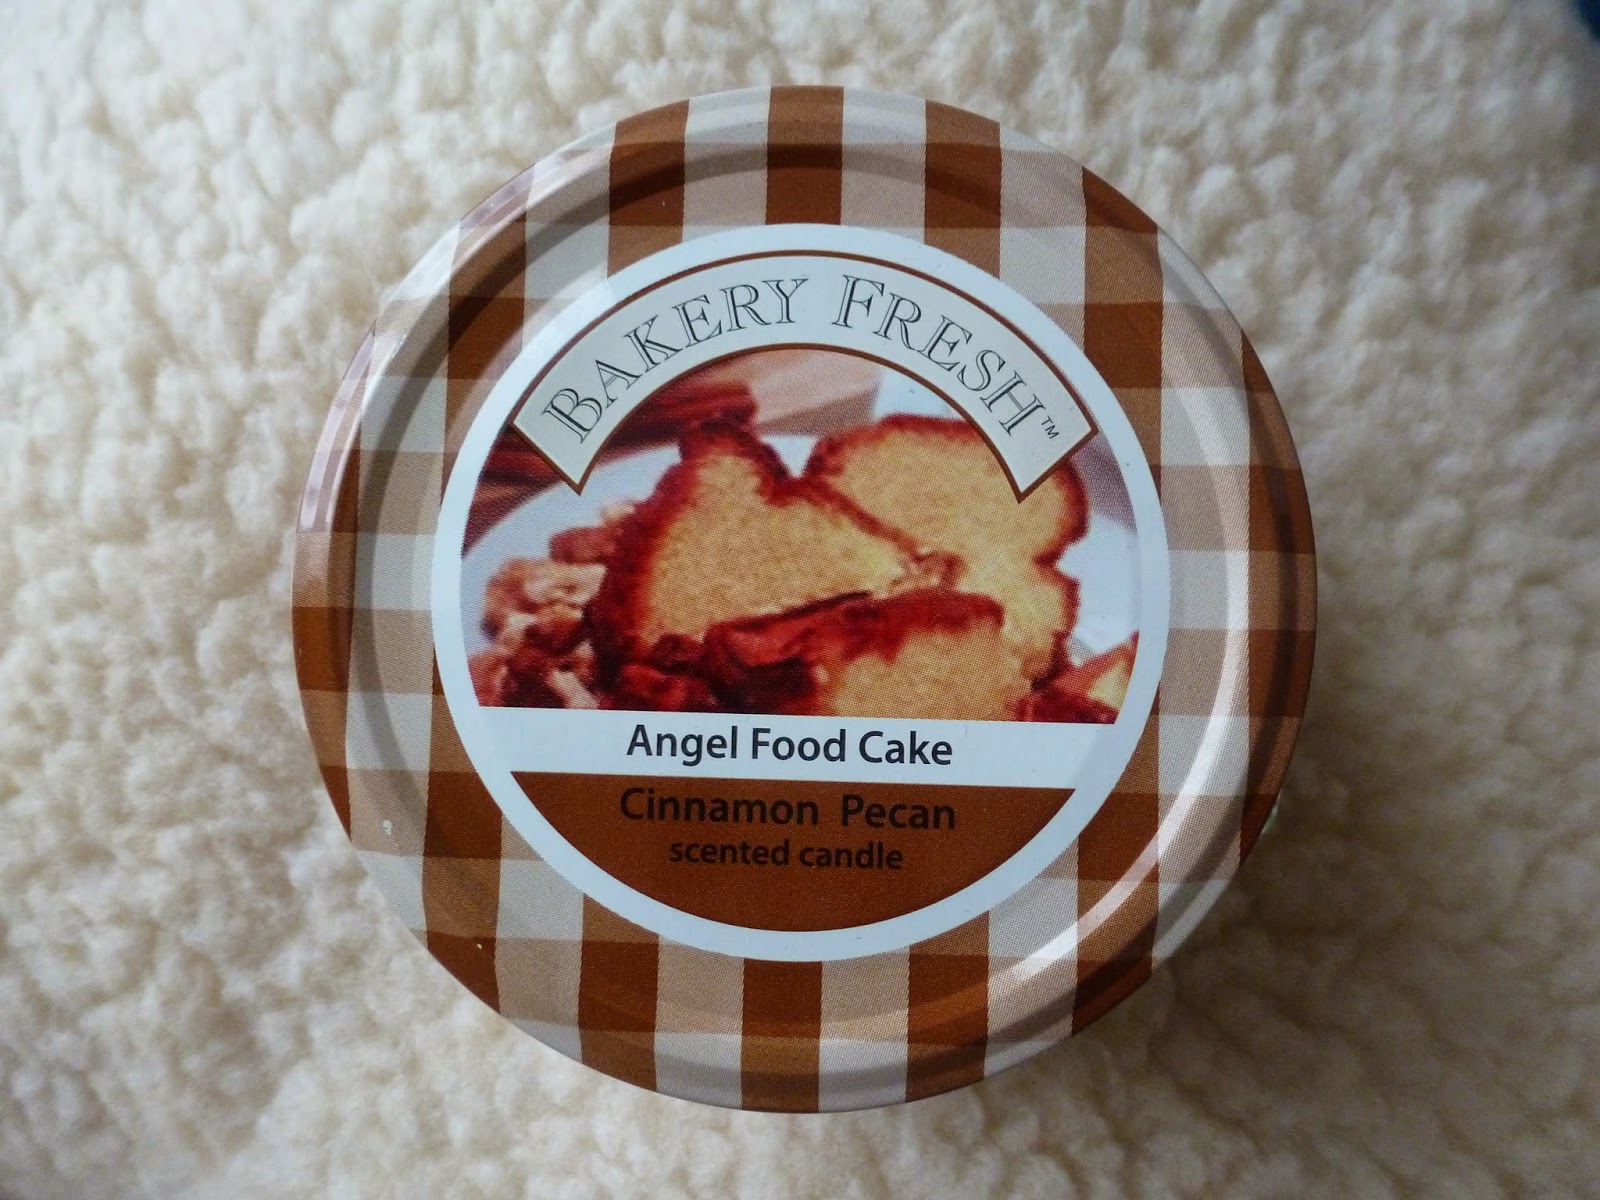 BAKERY FRESH™
Angel Food Cake
Cinnamon Pecan
scented candle